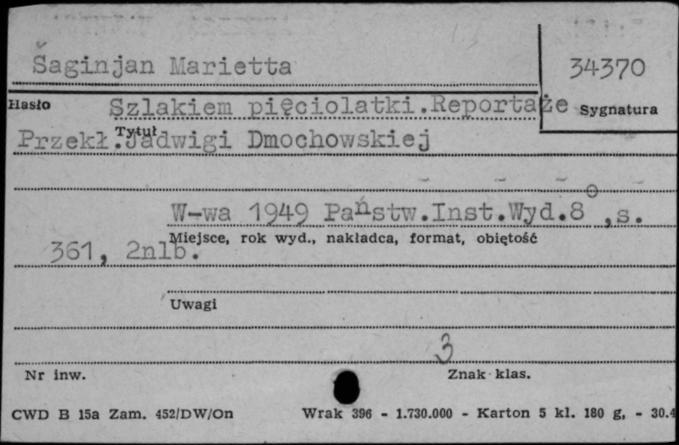 Šaginjan Marietta
34370
Hasło
Szlakiem pięciolatki.Reportaże
Sygnatura
Tytuł
Przekł.Jadwigi Dmochowskiej
W-wa 1949 Państw.Inst.Wyd.8°,s.
Miejsce, rok wyd., nakładca, format, obiętość
361, 2nlb.
Uwagi
3
Nr inw.
Znak klas.
CWD B 15a Zam. 452/DW/On
Wrak 396 - 1.730.000 - Karton 5 kl. 180 g, - 30.4